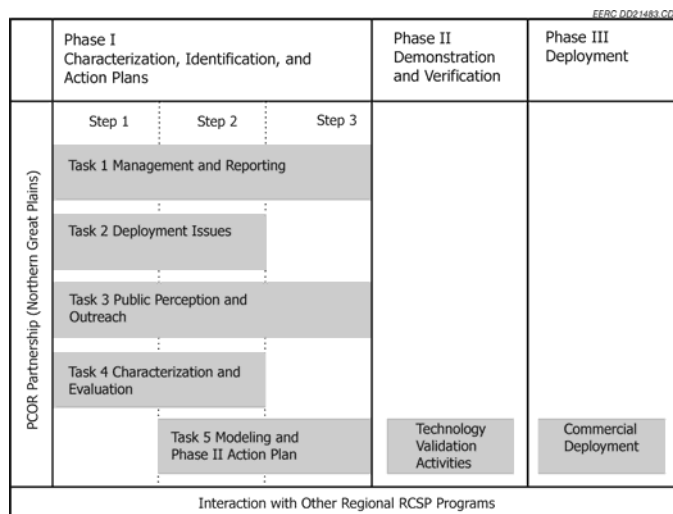 EERC DD21483.CD
Phase I
Characterization, Identification, and
Action Plans
Phase II
Demonstration
and Verification
Phase III
Deployment
PCOR Partnership (Northern Great Plains)
Step 1
Step 2
Step 3
Task 1 Management and Reporting
Task 2 Deployment Issues
Task 3 Public Perception and
Outreach
Task 4 Characterization and
Evaluation
Task 5 Modeling and
Phase II Action Plan
Technology
Validation
Activities
Commercial
Deployment
Interaction with Other Regional RCSP Programs